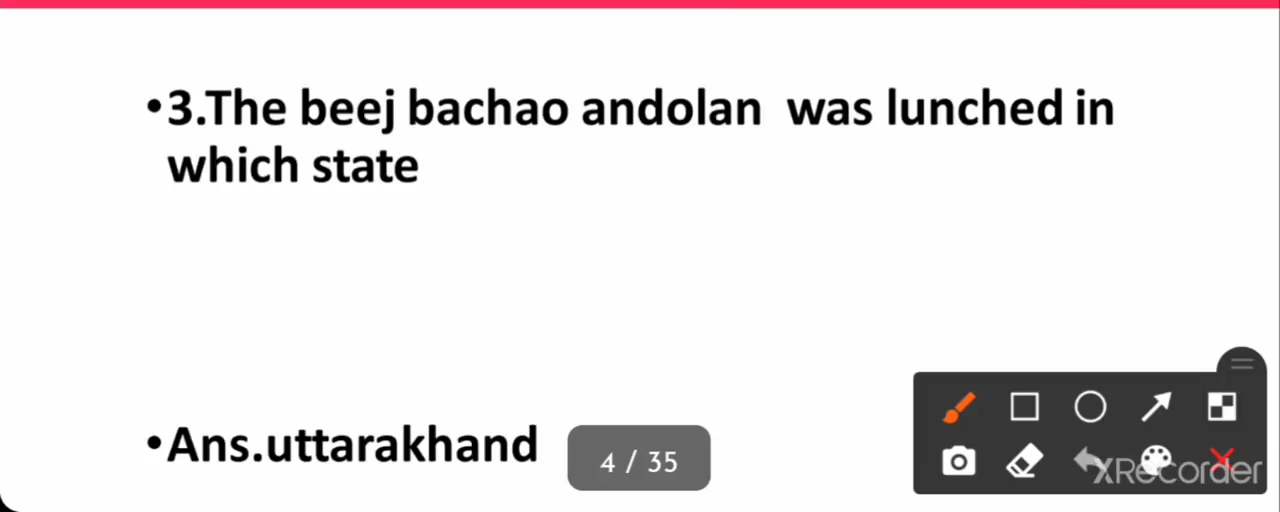 •3.The beej bachao andolan was lunched in
which state
•Ans.uttarakhand
4 / 35
XRecorder